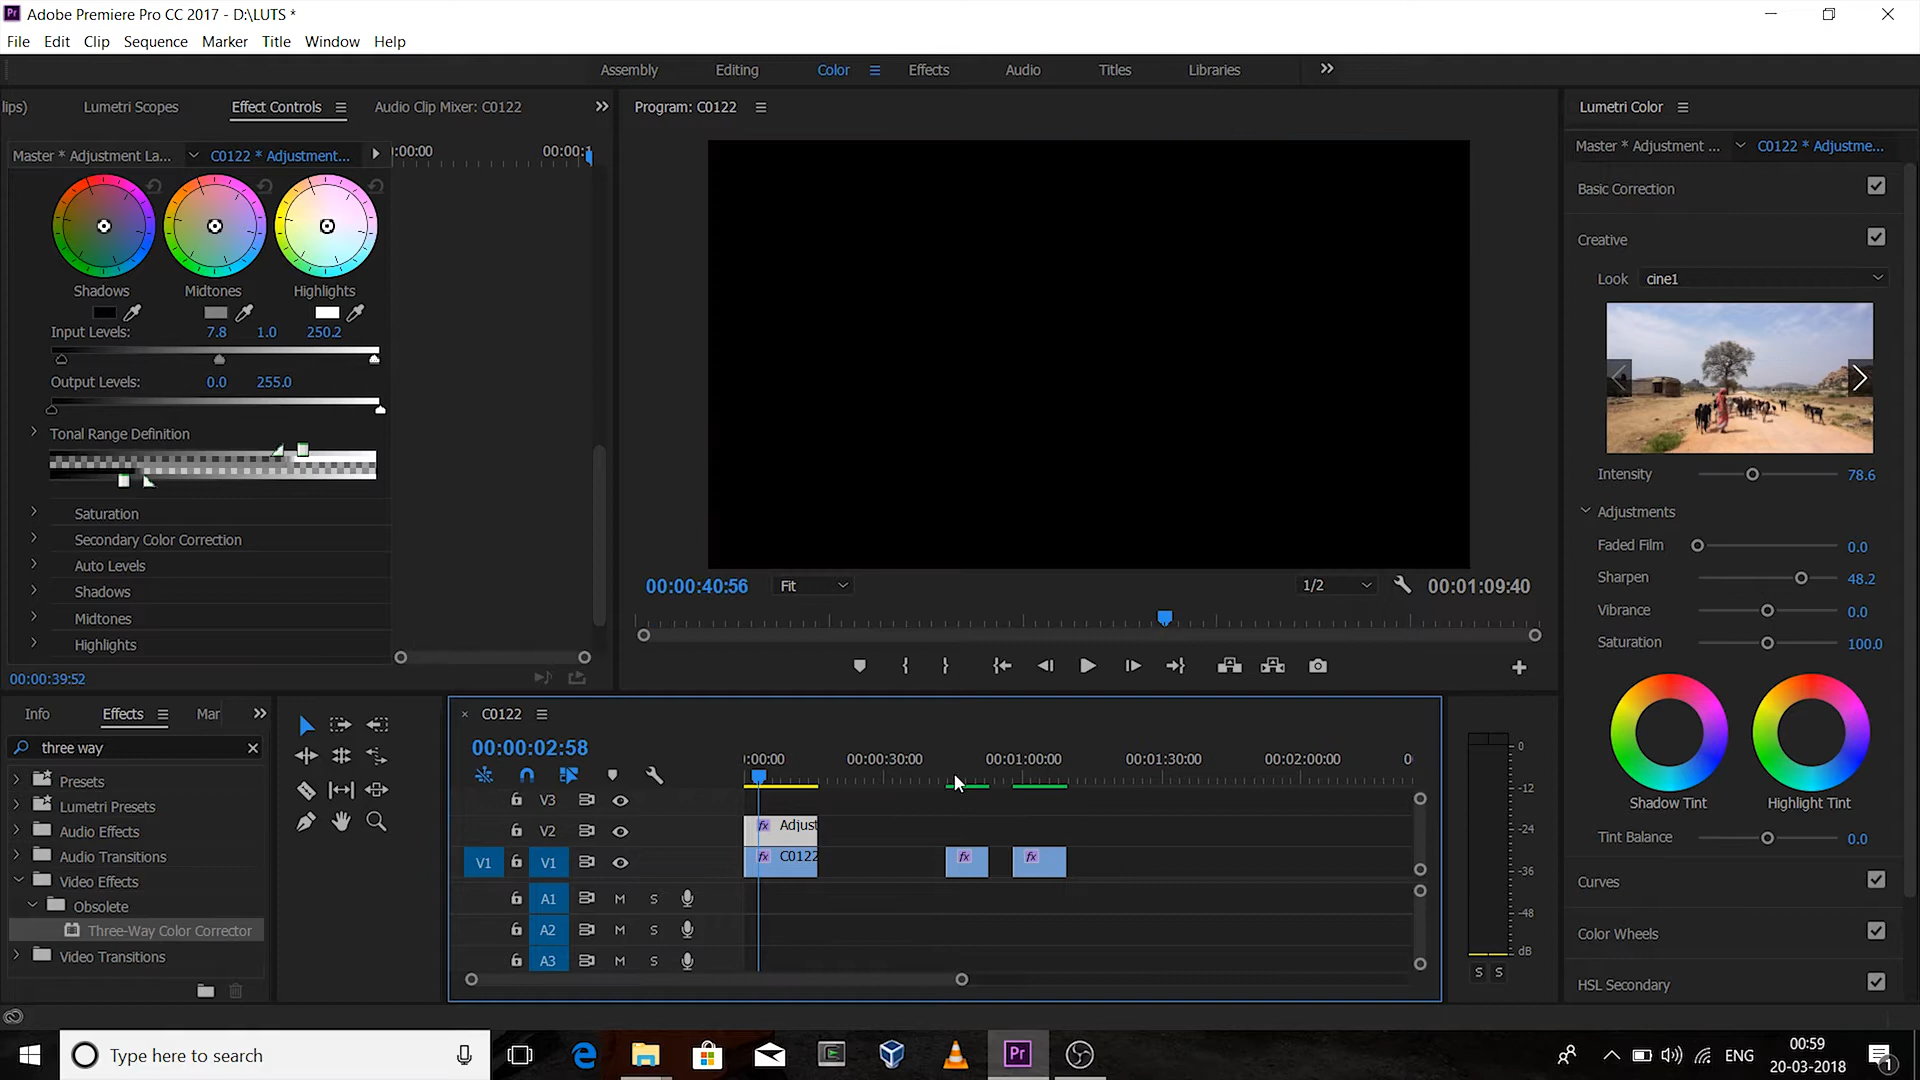 Adobe Premiere Pro CC 2017 - D:\LUTS *
File Edit Clip Sequence Marker Title Window Help
Assembly Editing Color Effects Audio Titles Libraries
lips) Lumetri Scopes Effect Controls Audio Clip Mixer: C0122
Program: C0122
Lumetri Color
Master * Adjustment La... C0122 * Adjustment...
:00:00 00:00:1
Master * Adjustment ... C0122 * Adjustme...
Basic Correction
Creative
Look cine1
Intensity 78.6
Adjustments
Faded Film 0.0
Sharpen 48.2
Vibrance 0.0
Saturation 100.0
Shadow Tint Highlight Tint
Tint Balance 0.0
Curves
Color Wheels
HSL Secondary
Shadows Midtones Highlights
Input Levels: 7.8 1.0 250.2
Output Levels: 0.0 255.0
Tonal Range Definition
Saturation
Secondary Color Correction
Auto Levels
Shadows
Midtones
Highlights
00:00:39:52
00:00:40:56 Fit 1/2 00:01:09:40
Info Effects Mar
three way
Presets
Lumetri Presets
Audio Effects
Audio Transitions
Video Effects
Obsolete
Three-Way Color Corrector
Video Transitions
C0122
00:00:02:58
:00:00 00:00:30:00 00:01:00:00 00:01:30:00 00:02:00:00 0
V3
V2 fx Adjust
V1 V1 fx C0122 fx fx
A1 M S
A2 M S
A3 M S
0
-12
-24
-36
-48
dB
S S
Type here to search
Pr
ENG
00:59
20-03-2018
1